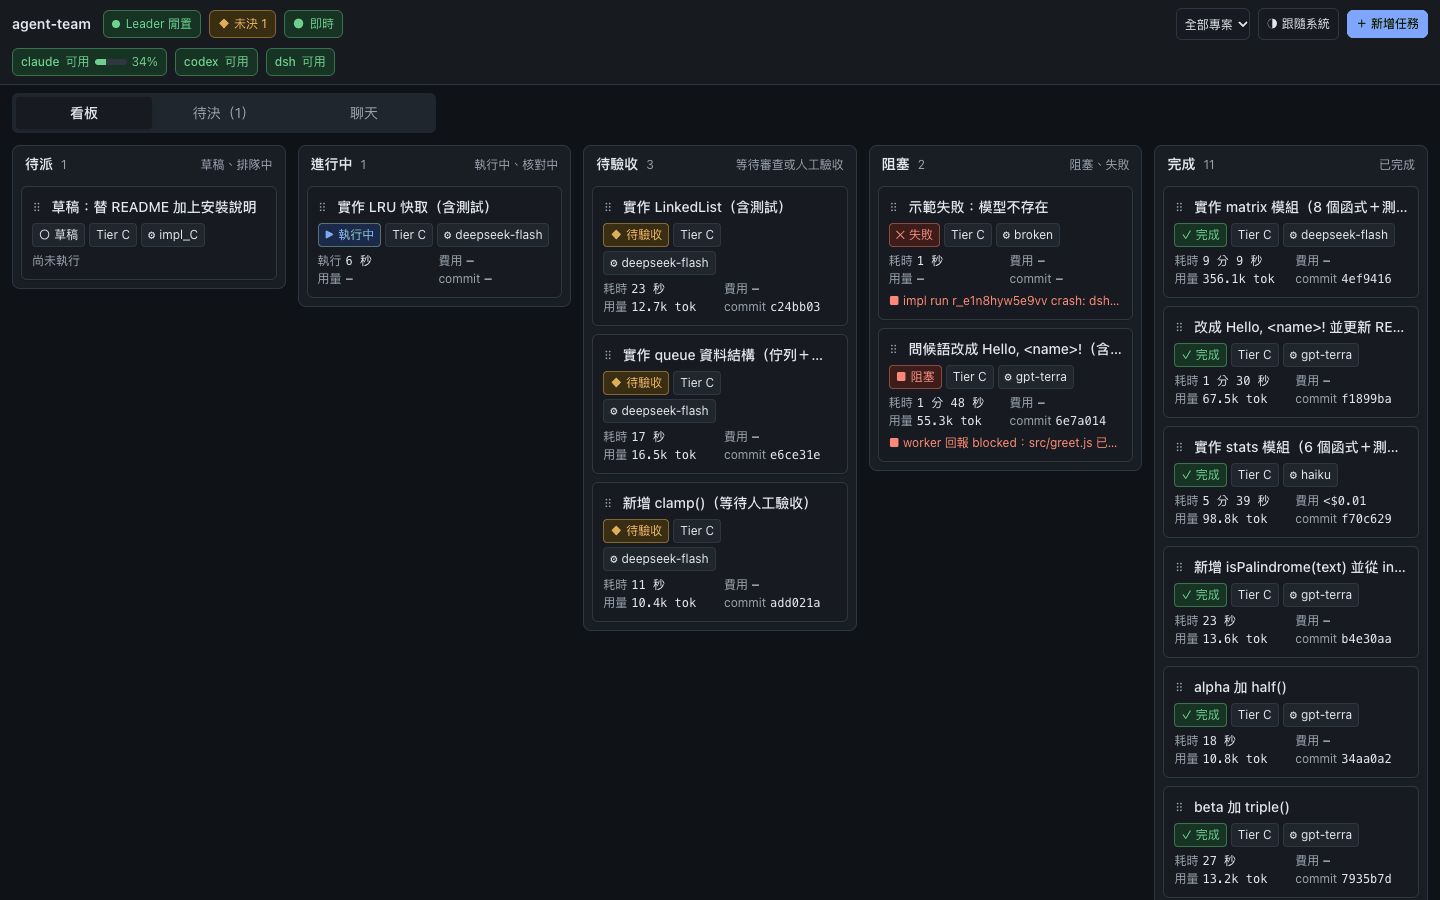 agent-team
Leader 閒置
未決 1
即時
全部專案
跟隨系統
+ 新增任務
claude 可用 34%
codex 可用
dsh 可用
看板
待決（1）
聊天
待派 1
草稿、排隊中
草稿：替 README 加上安裝說明
草稿
Tier C
impl_C
尚未執行
進行中 1
執行中、核對中
實作 LRU 快取（含測試）
執行中
Tier C
deepseek-flash
執行 6 秒
費用 –
用量 –
commit –
待驗收 3
等待審查或人工驗收
實作 LinkedList（含測試）
待驗收
Tier C
deepseek-flash
耗時 23 秒
費用 –
用量 12.7k tok
commit c24bb03
實作 queue 資料結構（佇列＋...
待驗收
Tier C
deepseek-flash
耗時 17 秒
費用 –
用量 16.5k tok
commit e6ce31e
新增 clamp()（等待人工驗收）
待驗收
Tier C
deepseek-flash
耗時 11 秒
費用 –
用量 10.4k tok
commit add021a
阻塞 2
阻塞、失敗
示範失敗：模型不存在
失敗
Tier C
broken
耗時 1 秒
費用 –
用量 –
commit –
impl run r_e1n8hyw5e9vv crash: dsh...
問候語改成 Hello, <name>!（含...
阻塞
Tier C
gpt-terra
耗時 1 分 48 秒
費用 –
用量 55.3k tok
commit 6e7a014
worker 回報 blocked：src/greet.js 已...
完成 11
已完成
實作 matrix 模組（8 個函式＋測...
完成
Tier C
deepseek-flash
耗時 9 分 9 秒
費用 –
用量 356.1k tok
commit 4ef9416
改成 Hello, <name>! 並更新 RE...
完成
Tier C
gpt-terra
耗時 1 分 30 秒
費用 –
用量 67.5k tok
commit f1899ba
實作 stats 模組（6 個函式＋測...
完成
Tier C
haiku
耗時 5 分 39 秒
費用 <$0.01
用量 98.8k tok
commit f70c629
新增 isPalindrome(text) 並從 in...
完成
Tier C
gpt-terra
耗時 23 秒
費用 –
用量 13.6k tok
commit b4e30aa
alpha 加 half()
完成
Tier C
gpt-terra
耗時 18 秒
費用 –
用量 10.8k tok
commit 34aa0a2
beta 加 triple()
完成
Tier C
gpt-terra
耗時 27 秒
費用 –
用量 13.2k tok
commit 7935b7d